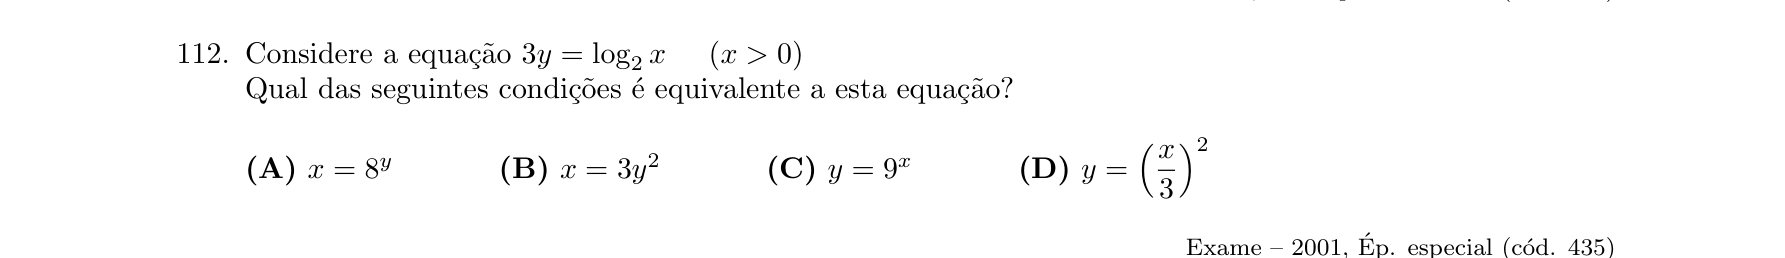 112. Considere a equação 3y = log₂ x (x > 0)
Qual das seguintes condições é equivalente a esta equação?
(A) x = 8^y (B) x = 3y² (C) y = 9^x (D) y = (x/3)²
Exame – 2001, Ép. especial (cód. 435)